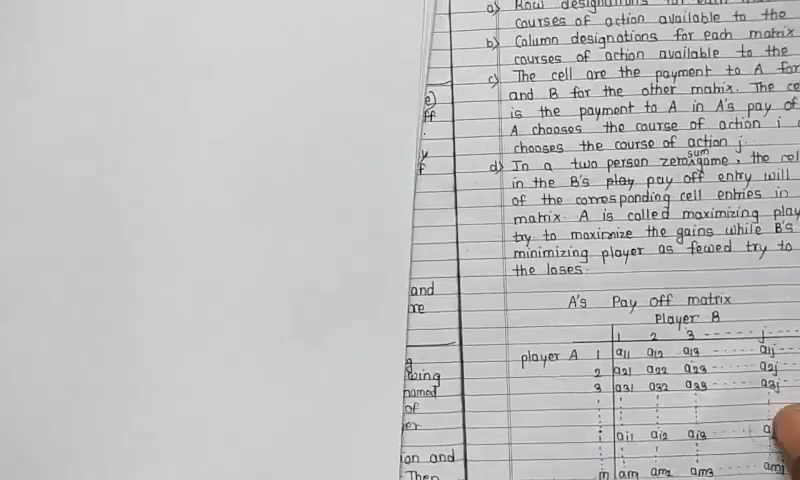 a) Row designations for each
courses of action available to the
b) Column designations for each matrix
courses of action available to the
c) The cell are the payment to A for
and B for the other matrix. The ce
is the payment to A in A's pay of
A chooses the course of action i
chooses the course of action j.
d) In a two person zero sum game, the cel
in the B's play pay off entry will
of the corresponding cell entries in
matrix. A is called maximizing play
try to maximize the gains while B's
minimizing player as fewed try to
the loses.
A's Pay off matrix
Player B
1 2 3 ------ j ---
player A 1 a11 a12 a13 ------ a1j ---
2 a21 a22 a23 ------ a2j ---
3 a31 a32 a33 ------ a3j ---
i ai1 ai2 ai3 ------
m am am2 am3 ------ amj
e)
ff
y
f
and
re
g
wing
named
of
er
ion and
Then